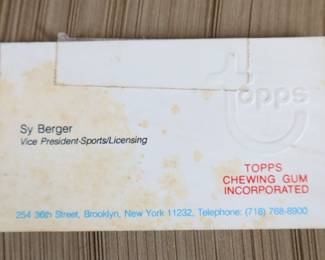 topps
Sy Berger
Vice President-Sports/Licensing
TOPPS
CHEWING GUM
INCORPORATED
254 36th Street, Brooklyn, New York 11232, Telephone: (718) 768-8900